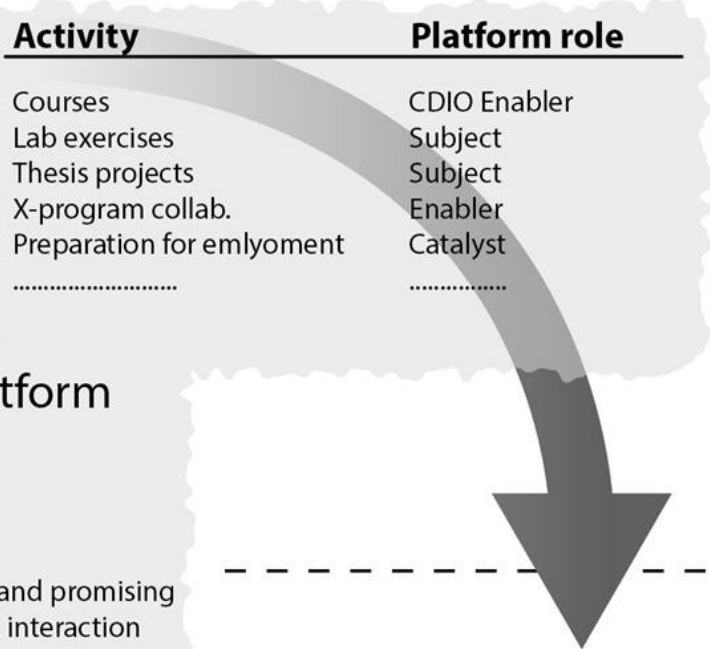 Activity Platform role
Courses CDIO Enabler
Lab exercises Subject
Thesis projects Subject
X-program collab. Enabler
Preparation for emlyoment Catalyst
........................... ................
tform
and promising
interaction